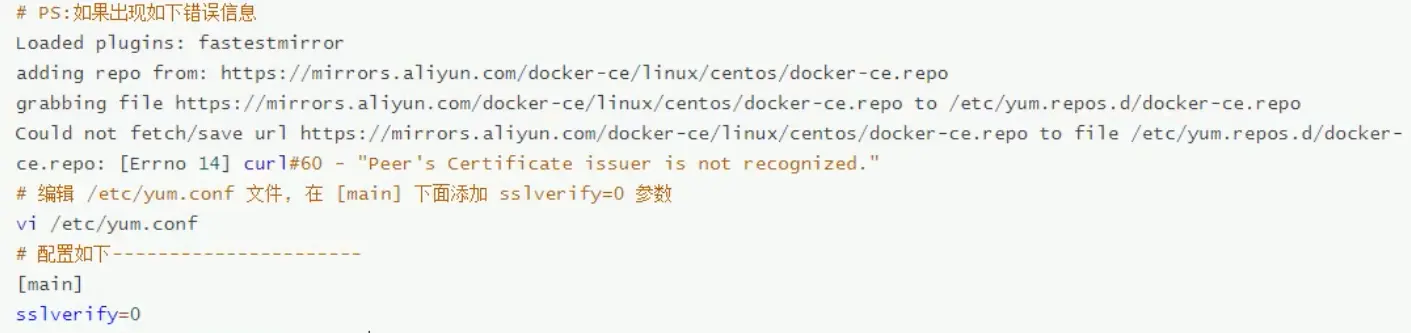 # PS:如果出现如下错误信息
Loaded plugins: fastestmirror
adding repo from: https://mirrors.aliyun.com/docker-ce/linux/centos/docker-ce.repo
grabbing file https://mirrors.aliyun.com/docker-ce/linux/centos/docker-ce.repo to /etc/yum.repos.d/docker-ce.repo
Could not fetch/save url https://mirrors.aliyun.com/docker-ce/linux/centos/docker-ce.repo to file /etc/yum.repos.d/docker-
ce.repo: [Errno 14] curl#60 - "Peer's Certificate issuer is not recognized."
# 编辑 /etc/yum.conf 文件，在 [main] 下面添加 sslverify=0 参数
vi /etc/yum.conf
# 配置如下----------------------
[main]
sslverify=0